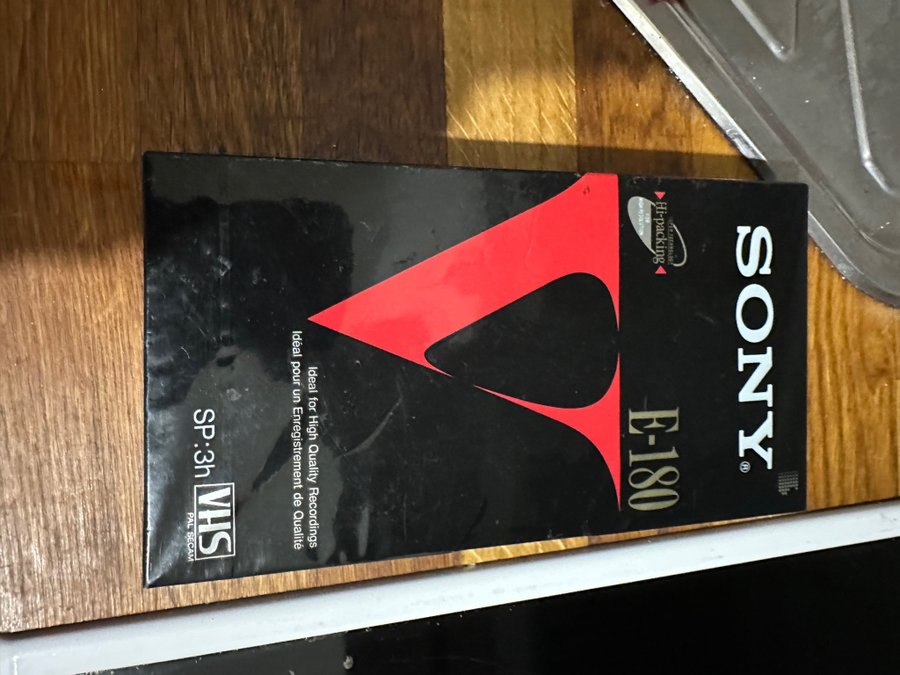 SONY®
Hi-packing
E-180
Ideal for High Quality Recordings
Idéal pour un Enregistrement de Qualité
SP:3h
VHS
PAL SECAM